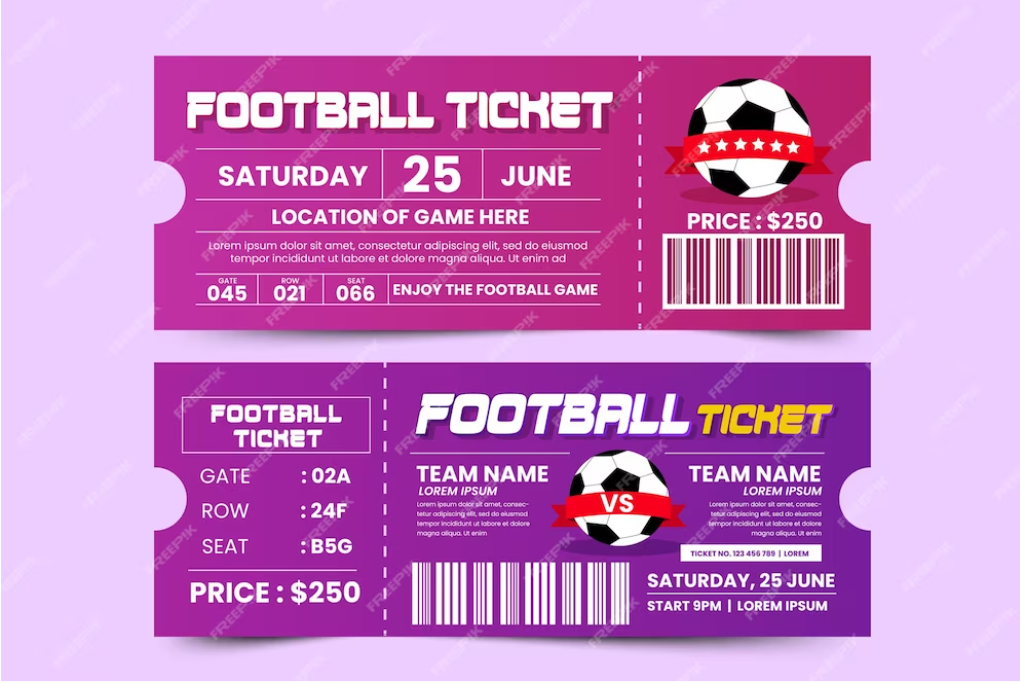 FOOTBALL TICKET
SATURDAY 25 JUNE
LOCATION OF GAME HERE
Lorem ipsum dolor sit amet, consectetur adipiscing elit, sed do eiusmod
tempor incididunt ut labore et dolore magna aliqua. Ut enim ad
GATE ROW SEAT
045 021 066 ENJOY THE FOOTBALL GAME
PRICE : $250
FOOTBALL
TICKET
GATE : 02A
ROW : 24F
SEAT : B5G
PRICE : $250
FOOTBALL TICKET
TEAM NAME
LOREM IPSUM
Lorem ipsum dolor sit amet, consec-
tetur adipiscing elit, sed do eiusmod
tempor incididunt ut labore et dolore
magna aliqua. Ut enim
VS
TEAM NAME
LOREM IPSUM
Lorem ipsum dolor sit amet, consec-
tetur adipiscing elit, sed do eiusmod
tempor incididunt ut labore et dolore
magna aliqua. Ut enim
TICKET NO. 123 456 789 | LOREM
SATURDAY, 25 JUNE
START 9PM | LOREM IPSUM
FREEPIK